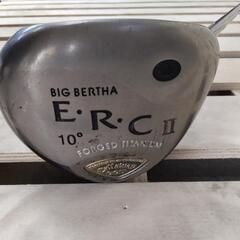 BIG BERTHA
E·R·C II
10°
FORGED TITANIUM